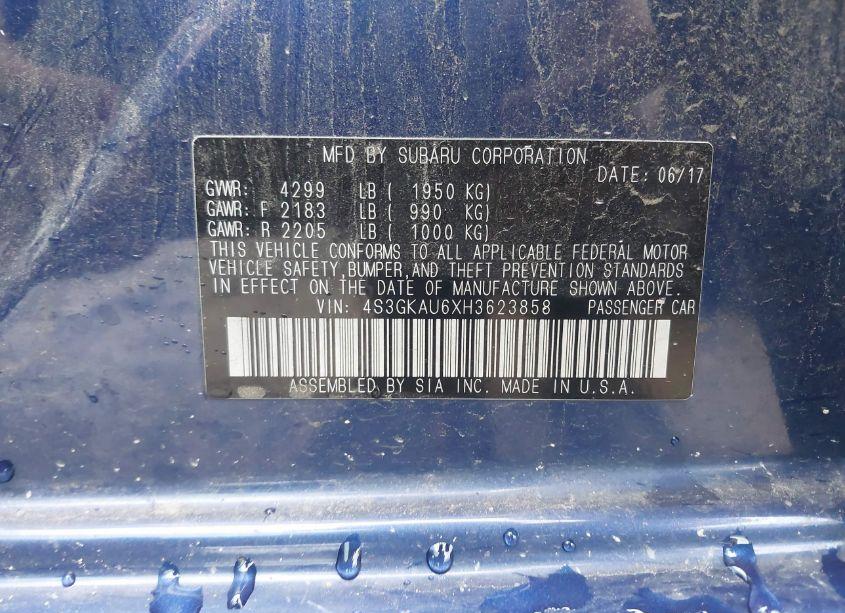 MFD BY SUBARU CORPORATION
DATE: 06/17
GVWR: 4299 LB ( 1950 KG)
GAWR: F 2183 LB ( 990 KG)
GAWR: R 2205 LB ( 1000 KG)
THIS VEHICLE CONFORMS TO ALL APPLICABLE FEDERAL MOTOR
VEHICLE SAFETY,BUMPER,AND THEFT PREVENTION STANDARDS
IN EFFECT ON THE DATE OF MANUFACTURE SHOWN ABOVE.
VIN: 4S3GKAU6XH3623858 PASSENGER CAR
ASSEMBLED BY SIA INC. MADE IN U.S.A.